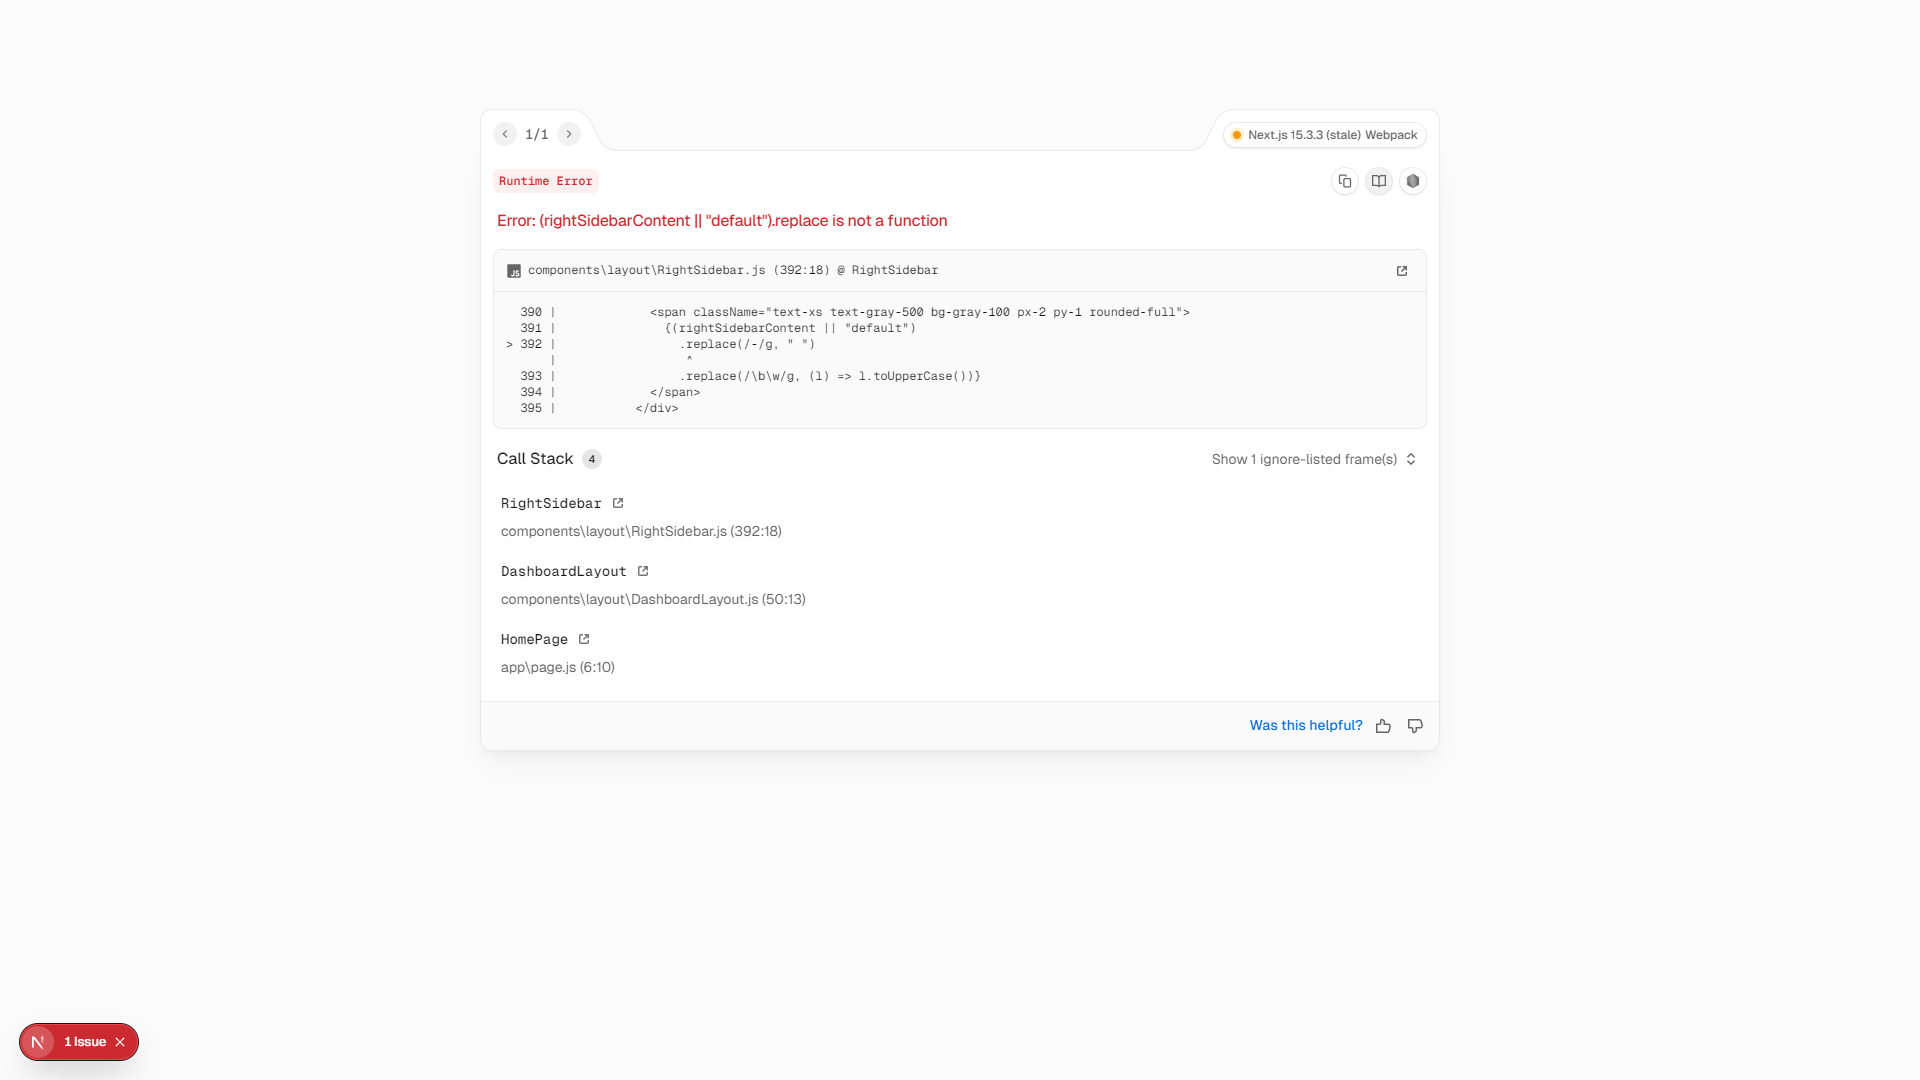 1/1
Next.js 15.3.3 (stale) Webpack
Runtime Error
Error: (rightSidebarContent || "default").replace is not a function
JS components\layout\RightSidebar.js (392:18) @ RightSidebar
390 |             <span className="text-xs text-gray-500 bg-gray-100 px-2 py-1 rounded-full">
391 |               {(rightSidebarContent || "default")
> 392 |                 .replace(/-/g, " ")
|                  ^
393 |                 .replace(/\b\w/g, (l) => l.toUpperCase())}
394 |             </span>
395 |           </div>
Call Stack 4
Show 1 ignore-listed frame(s)
RightSidebar
components\layout\RightSidebar.js (392:18)
DashboardLayout
components\layout\DashboardLayout.js (50:13)
HomePage
app\page.js (6:10)
Was this helpful?
N 1 Issue